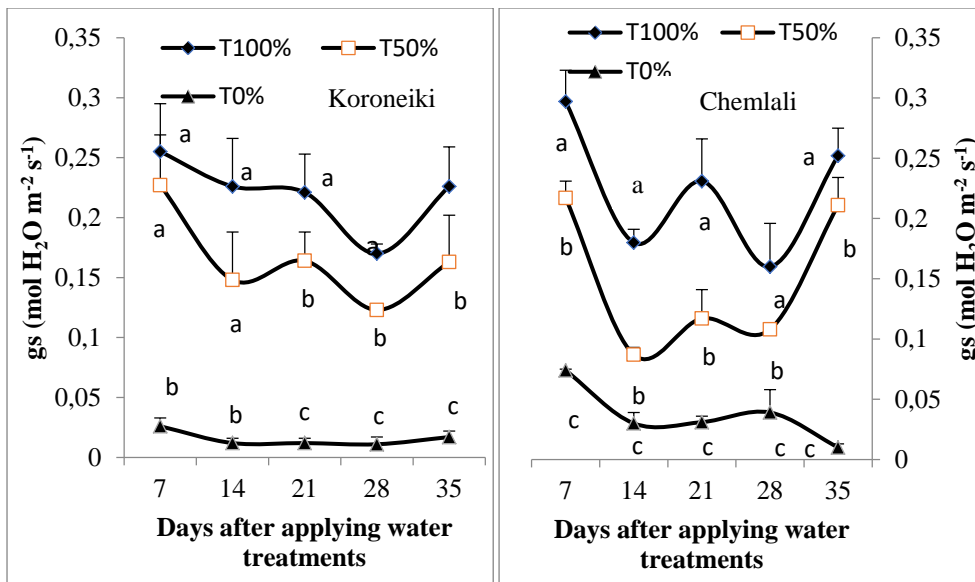 gs (mol H₂O m⁻² s⁻¹)
0,35
0,3
0,25
0,2
0,15
0,1
0,05
0
T100%
T50%
T0%
Koroneiki
a
a
a
a
a
a
b
b
b
b
b
c
c
c
7
14
21
28
35
Days after applying water
treatments
T100%
T50%
T0%
Chemlali
a
a
a
a
a
b
b
b
b
b
c
c
c
c
c
7
14
21
28
35
Days after applying water
treatments
0,35
0,3
0,25
0,2
0,15
0,1
0,05
0
gs (mol H₂O m⁻² s⁻¹)